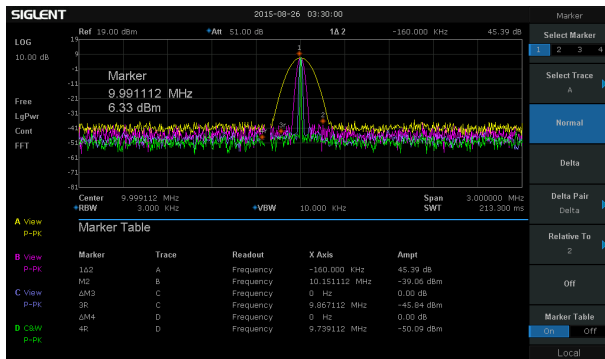 SIGLENT 2015-08-26 03:30:00 Marker
LOG Ref 19.00 dBm *Att 51.00 dB 1Δ 2 -160.000 KHz 45.39 dB
10.00 dB
19
9
-1
-11
-21
-31
-41
-51
-61
-71
-81
Marker
9.991112 MHz
6.33 dBm
1
2
Free
LgPwr
Cont
FFT
Center 9.999112 MHz Span 3.000000 MHz
*RBW 3.000 KHz *VBW 10.000 KHz SWT 213.300 ms
A View
P-PK
B View
P-PK
C View
P-PK
D C&W
P-PK
Marker Table
Marker Trace Readout X Axis Ampt
1Δ2 A Frequency -160.000 KHz 45.39 dB
M2 B Frequency 10.151112 MHz -39.06 dBm
ΔM3 C Frequency 0 Hz 0.00 dB
3R C Frequency 9.867112 MHz -45.84 dBm
ΔM4 D Frequency 0 Hz 0.00 dB
4R D Frequency 9.739112 MHz -50.09 dBm
Select Marker
1 2 3 4
Select Trace
A
Normal
Delta
Delta Pair
Delta
Relative To
2
Off
Marker Table
On Off
Local